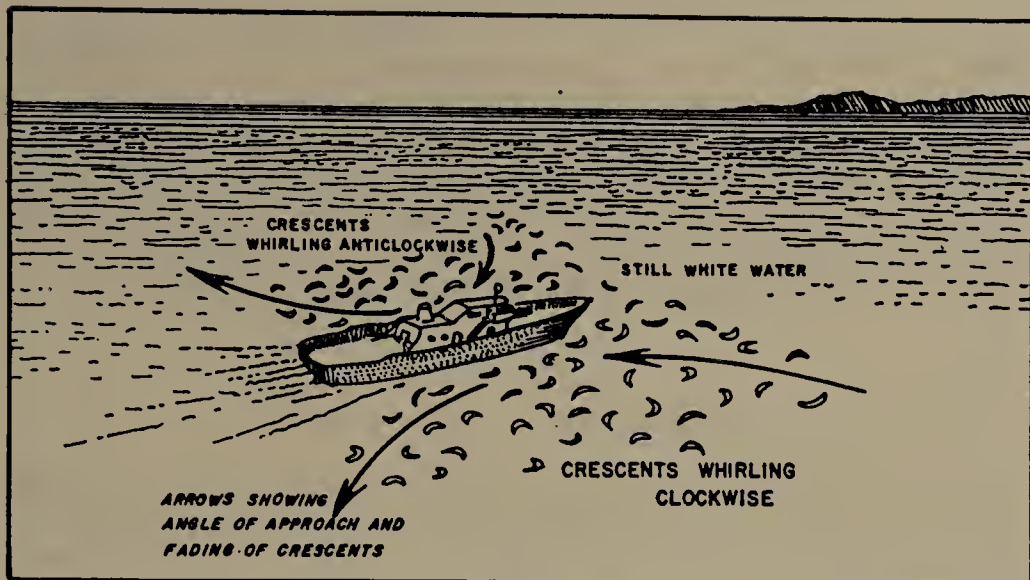 CRESCENTS
WHIRLING ANTICLOCKWISE
STILL WHITE WATER
CRESCENTS WHIRLING
CLOCKWISE
ARROWS SHOWING
ANGLE OF APPROACH AND
FADING OF CRESCENTS